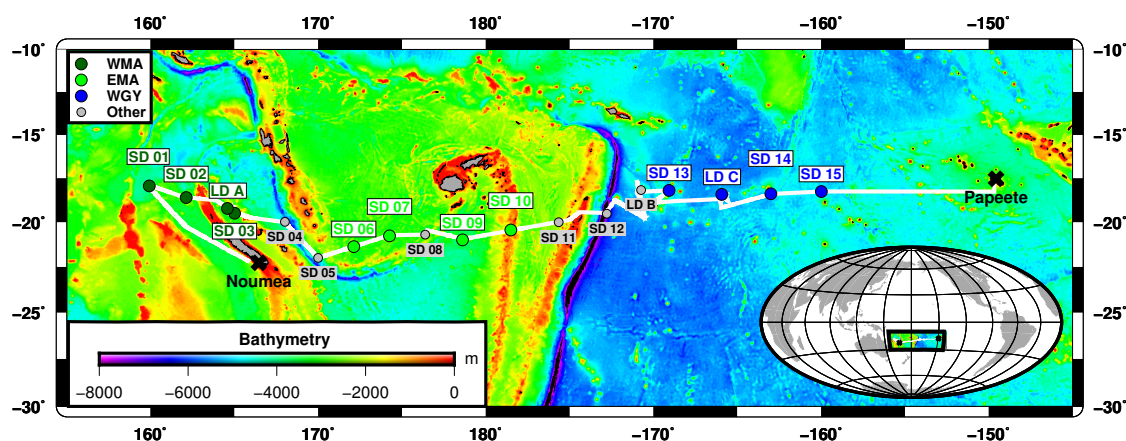 160° 170° 180° −170° −160° −150°
−10° −10°
WMA
EMA
WGY
Other
−15° −15°
SD 01
SD 02
LD A
SD 03
SD 04
SD 05
SD 06
SD 07
SD 08
SD 09
SD 10
SD 11
SD 12
LD B
SD 13
LD C
SD 14
SD 15
Papeete
Noumea
−20° −20°
−25° −25°
Bathymetry
m
−8000 −6000 −4000 −2000 0
−30° −30°
160° 170° 180° −170° −160° −150°